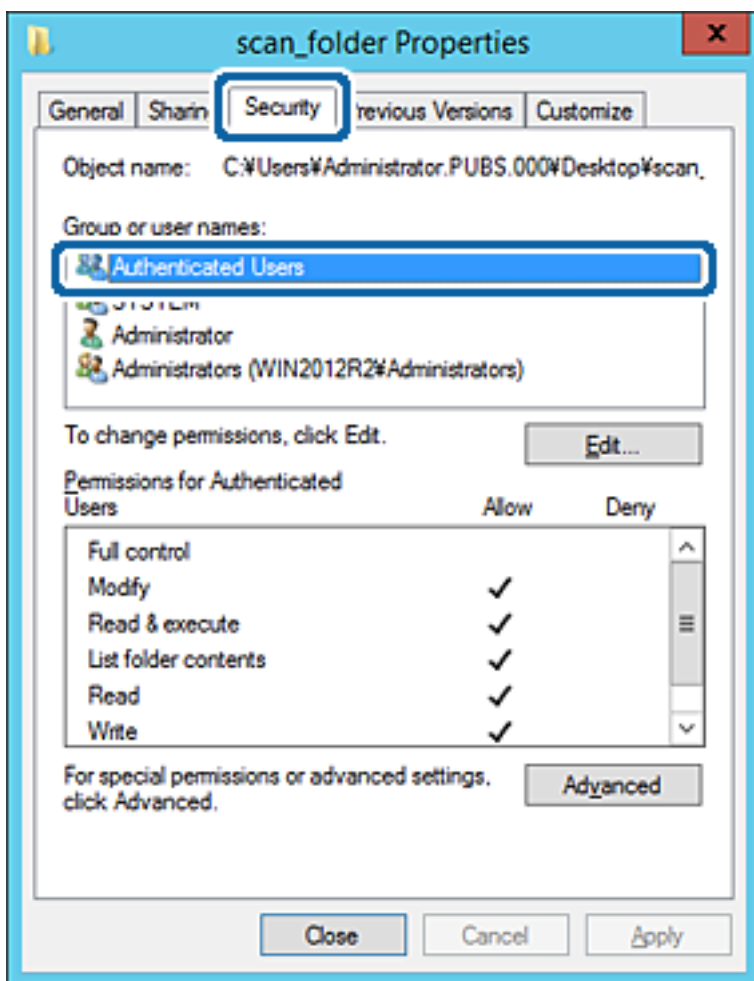 scan_folder Properties
x
General Sharin Security revious Versions Customize
Object name: C:¥Users¥Administrator.PUBS.000¥Desktop¥scan_
Group or user names:
Authenticated Users
SYSTEM
Administrator
Administrators (WIN2012R2¥Administrators)
To change permissions, click Edit.
Edit...
Permissions for Authenticated
Users Allow Deny
Full control
Modify
Read & execute
List folder contents
Read
Write
For special permissions or advanced settings,
click Advanced.
Advanced
Close Cancel Apply